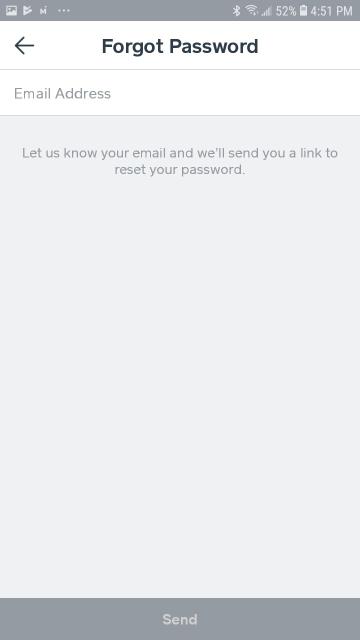 52% 4:51 PM
Forgot Password
Email Address
Let us know your email and we'll send you a link to
reset your password.
Send